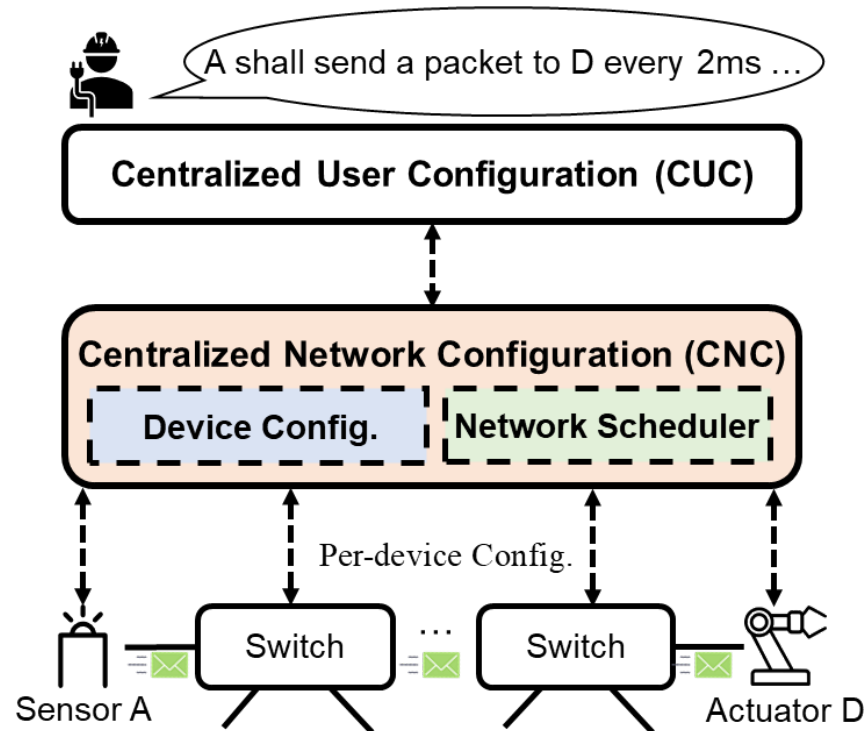 A shall send a packet to D every 2ms ...
Centralized User Configuration (CUC)
Centralized Network Configuration (CNC)
Device Config.
Network Scheduler
Per-device Config.
Switch
...
Switch
Sensor A
Actuator D